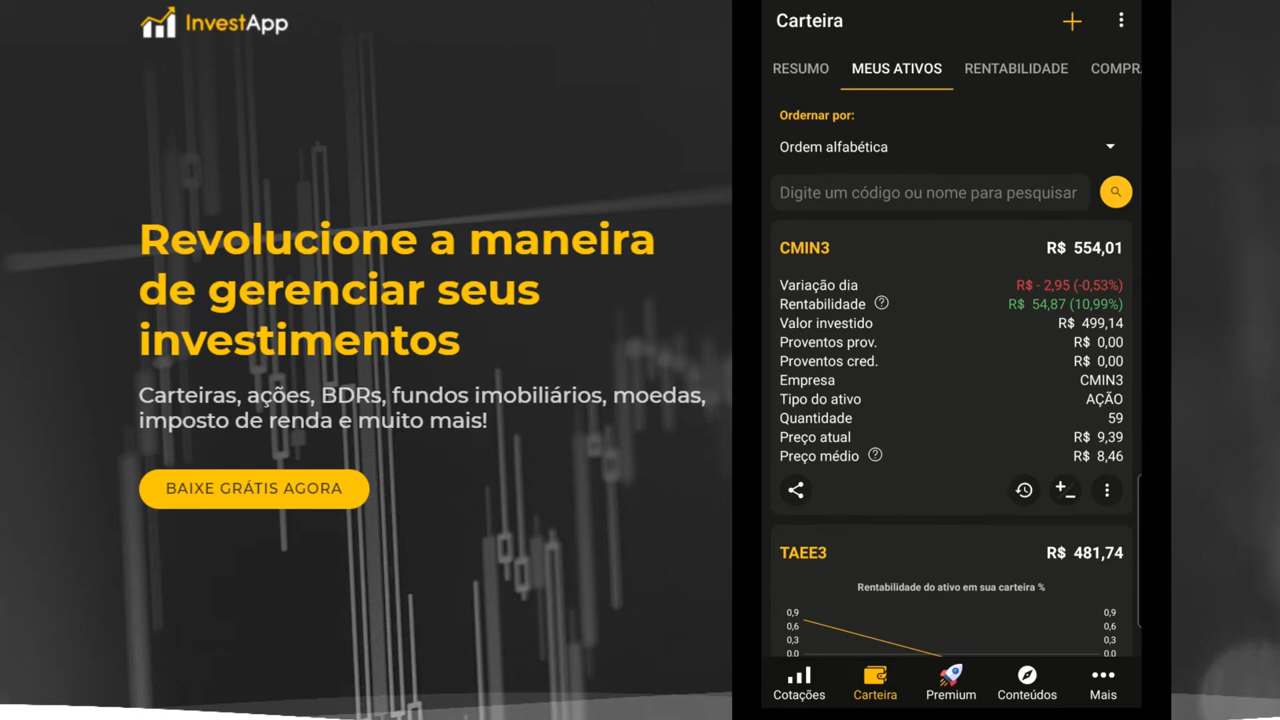 InvestApp
Revolucione a maneira
de gerenciar seus
investimentos
Carteiras, ações, BDRs, fundos imobiliários, moedas,
imposto de renda e muito mais!
BAIXE GRÁTIS AGORA
Carteira
RESUMO MEUS ATIVOS RENTABILIDADE COMPR
Ordernar por:
Ordem alfabética
Digite um código ou nome para pesquisar
CMIN3 R$ 554,01
Variação dia R$ - 2,95 (-0,53%)
Rentabilidade ? R$ 54,87 (10,99%)
Valor investido R$ 499,14
Proventos prov. R$ 0,00
Proventos cred. R$ 0,00
Empresa CMIN3
Tipo do ativo AÇÃO
Quantidade 59
Preço atual R$ 9,39
Preço médio ? R$ 8,46
TAEE3 R$ 481,74
Rentabilidade do ativo em sua carteira %
0,9 0,9
0,6 0,6
0,3 0,3
0.0 0.0
Cotações Carteira Premium Conteúdos Mais